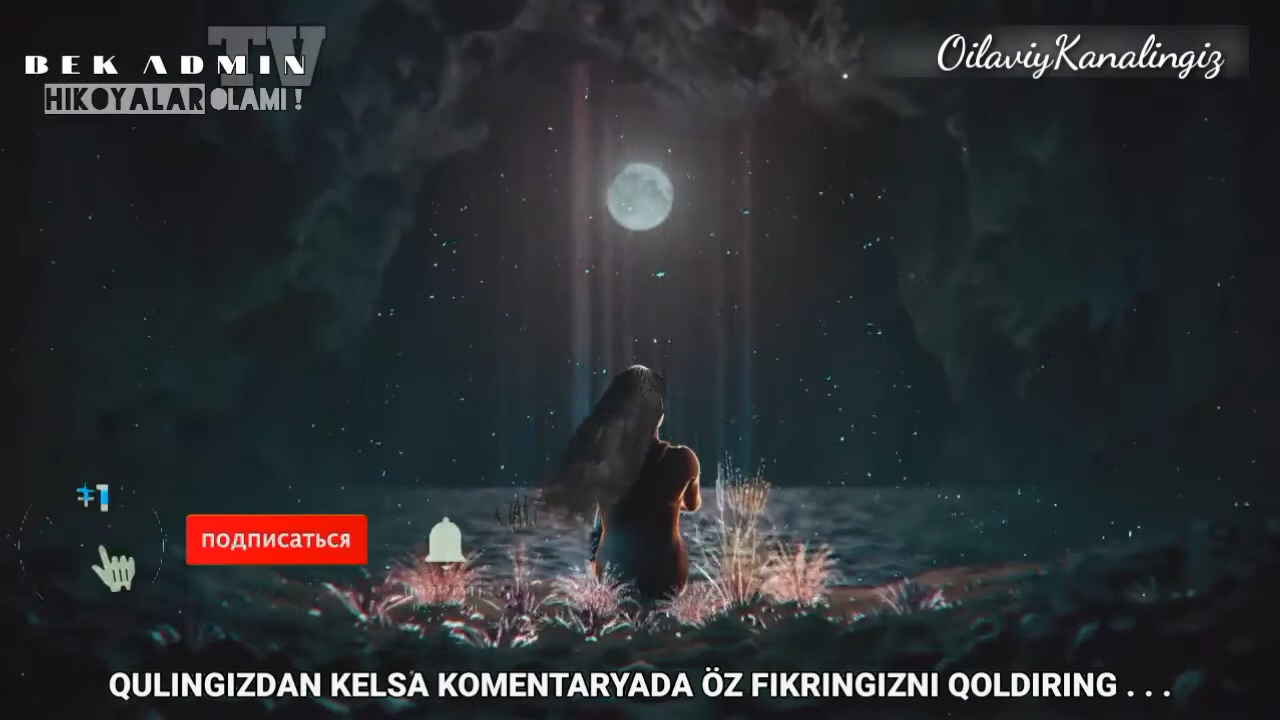 TV
BEK ADMIN
HIKOYALAR OLAMI !
OilaviyKanalingiz
+1
ПОДПИСАТЬСЯ
QULINGIZDAN KELSA KOMENTARYADA ÖZ FIKRINGIZNI QOLDIRING . . .